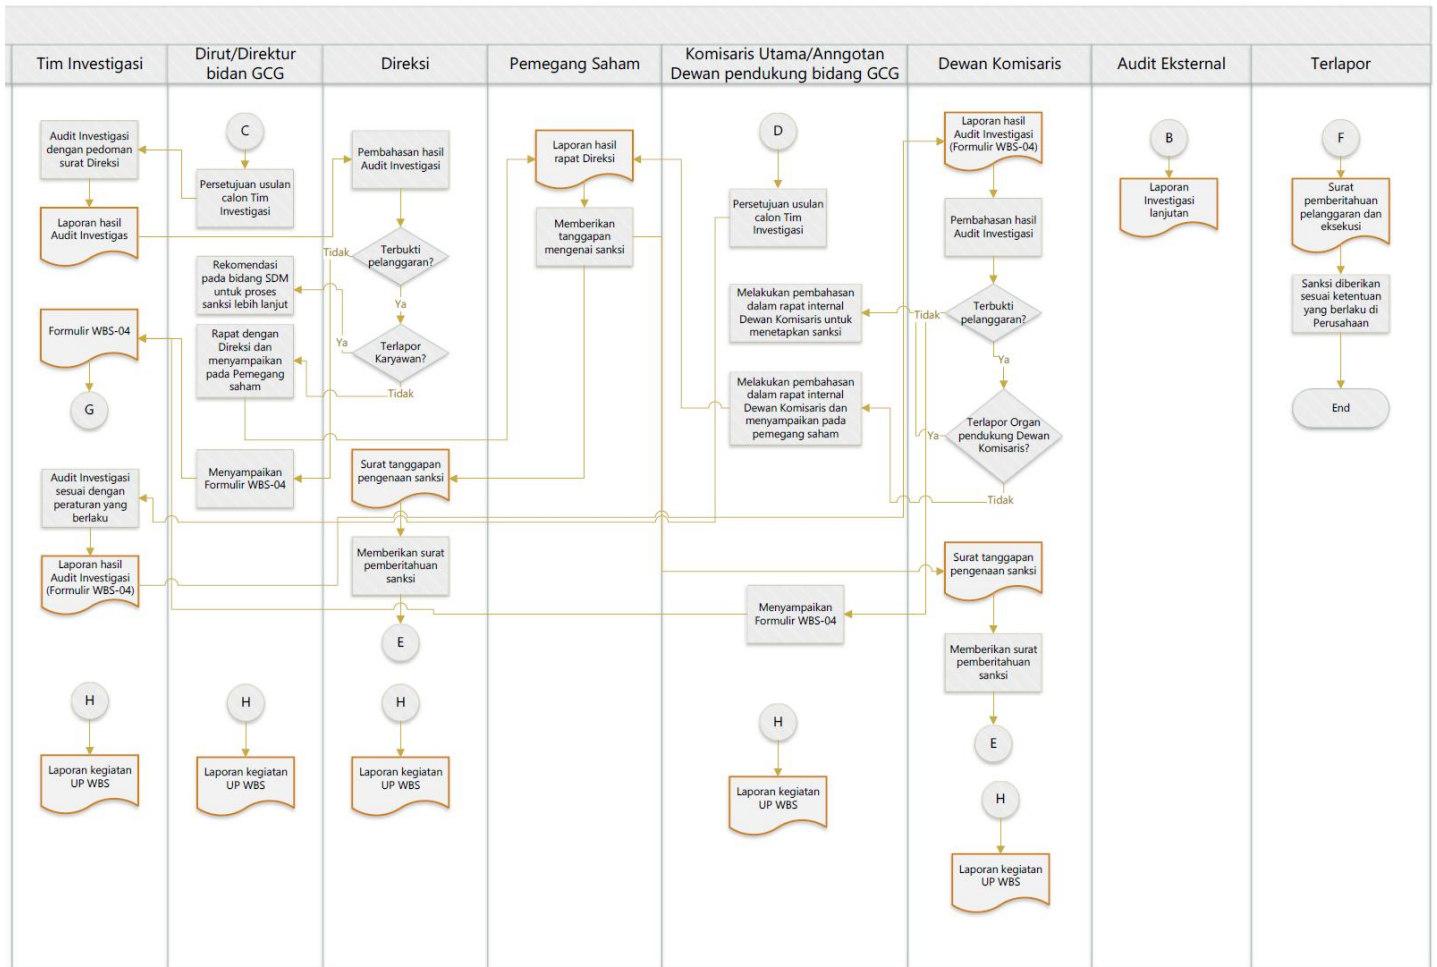 Tim Investigasi
Dirut/Direktur
bidan GCG
Direksi
Pemegang Saham
Komisaris Utama/Anngotan
Dewan pendukung bidang GCG
Dewan Komisaris
Audit Eksternal
Terlapor
Audit Investigasi
dengan pedoman
surat Direksi
Laporan hasil
Audit Investigas
Formulir WBS-04
G
Audit Investigasi
sesuai dengan
peraturan yang
berlaku
Laporan hasil
Audit Investigasi
(Formulir WBS-04)
H
Laporan kegiatan
UP WBS
C
Persetujuan usulan
calon Tim
Investigasi
Rekomendasi
pada bidang SDM
untuk proses
sanksi lebih lanjut
Rapat dengan
Direksi dan
menyampaikan
pada Pemegang
saham
Menyampaikan
Formulir WBS-04
H
Laporan kegiatan
UP WBS
Pembahasan hasil
Audit Investigasi
Terbukti
pelanggaran?
Tidak
Ya
Terlapor
Karyawan?
Ya
Tidak
Surat tanggapan
pengenaan sanksi
Memberikan surat
pemberitahuan
sanksi
E
H
Laporan kegiatan
UP WBS
Laporan hasil
rapat Direksi
Memberikan
tanggapan
mengenai sanksi
D
Persetujuan usulan
calon Tim
Investigasi
Melakukan pembahasan
dalam rapat internal
Dewan Komisaris untuk
menetapkan sanksi
Melakukan pembahasan
dalam rapat internal
Dewan Komisaris dan
menyampaikan pada
pemegang saham
Menyampaikan
Formulir WBS-04
H
Laporan kegiatan
UP WBS
Laporan hasil
Audit Investigasi
(Formulir WBS-04)
Pembahasan hasil
Audit Investigasi
Terbukti
pelanggaran?
Tidak
Ya
Terlapor Organ
pendukung Dewan
Komisaris?
Ya
Tidak
Surat tanggapan
pengenaan sanksi
Memberikan surat
pemberitahuan
sanksi
E
H
Laporan kegiatan
UP WBS
B
Laporan
Investigasi
lanjutan
F
Surat
pemberitahuan
pelanggaran dan
eksekusi
Sanksi diberikan
sesuai ketentuan
yang berlaku di
Perusahaan
End